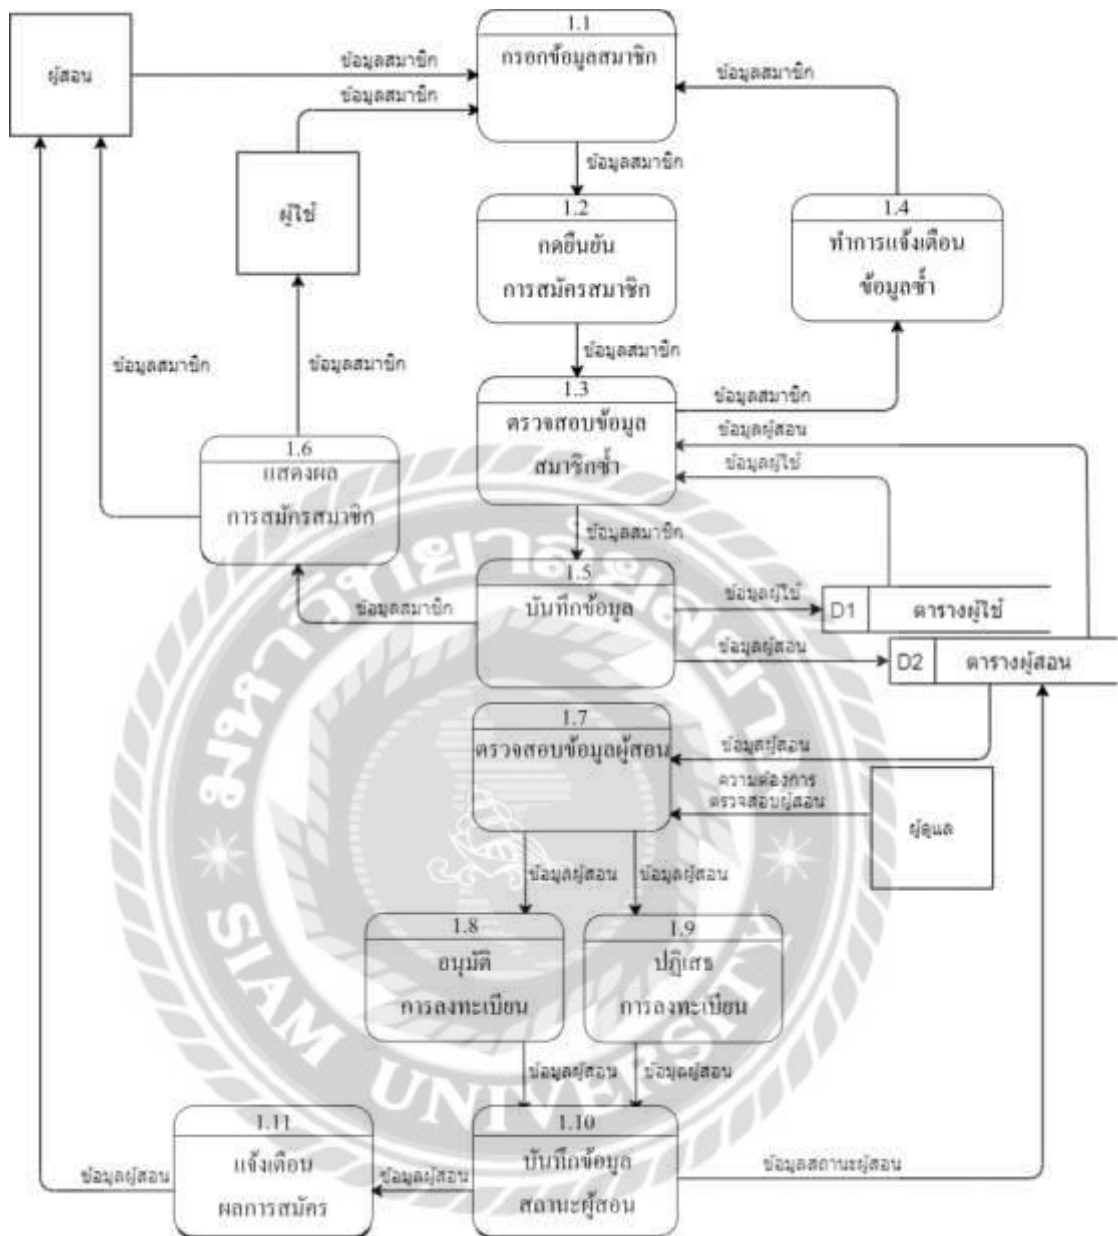 1.1
กรอกข้อมูลสมาชิก
ผู้สอน
ข้อมูลสมาชิก
ข้อมูลสมาชิก
ข้อมูลสมาชิก
ข้อมูลสมาชิก
ผู้ใช้
1.2
กดยืนยัน
การสมัครสมาชิก
1.4
ทำการแจ้งเตือน
ข้อมูลซ้ำ
ข้อมูลสมาชิก
ข้อมูลสมาชิก
ข้อมูลสมาชิก
1.3
ตรวจสอบข้อมูล
สมาชิกซ้ำ
ข้อมูลสมาชิก
ข้อมูลผู้สอน
ข้อมูลผู้ใช้
1.6
แสดงผล
การสมัครสมาชิก
ข้อมูลสมาชิก
1.5
บันทึกข้อมูล
ข้อมูลสมาชิก
ข้อมูลผู้ใช้
D1
ตารางผู้ใช้
ข้อมูลผู้สอน
D2
ตารางผู้สอน
1.7
ตรวจสอบข้อมูลผู้สอน
ข้อมูลผู้สอน
ความต้องการ
ตรวจสอบผู้สอน
ผู้ดูแล
ข้อมูลผู้สอน
ข้อมูลผู้สอน
1.8
อนุมัติ
การลงทะเบียน
1.9
ปฏิเสธ
การลงทะเบียน
ข้อมูลผู้สอน
ข้อมูลผู้สอน
1.11
แจ้งเตือน
ผลการสมัคร
1.10
บันทึกข้อมูล
สถานะผู้สอน
ข้อมูลผู้สอน
ข้อมูลผู้สอน
ข้อมูลสถานะผู้สอน
มหาวิทยาลัยสยาม
SIAM UNIVERSITY